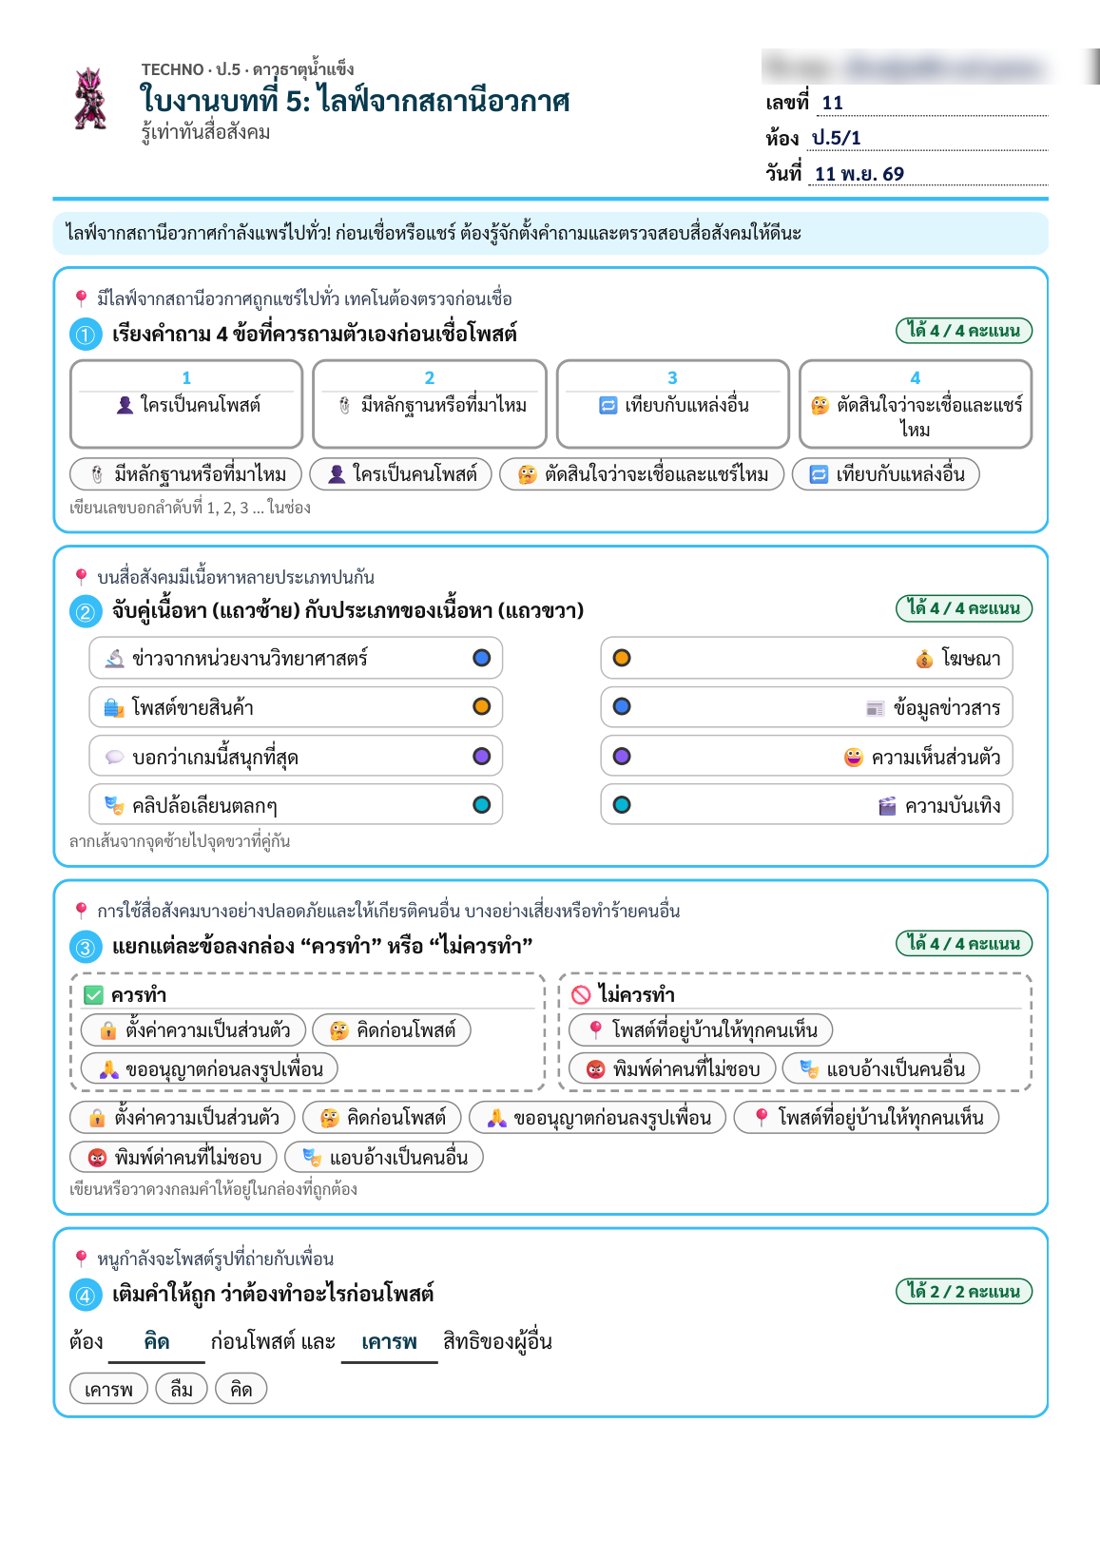 TECHNO · ป.5 · ดาวธาตุน้ำแข็ง
ใบงานบทที่ 5: ไลฟ์จากสถานีอวกาศ
รู้เท่าทันสื่อสังคม
เลขที่ 11
ห้อง ป.5/1
วันที่ 11 พ.ย. 69
ไลฟ์จากสถานีอวกาศกำลังแพร่ไปทั่ว! ก่อนเชื่อหรือแชร์ ต้องรู้จักตั้งคำถามและตรวจสอบสื่อสังคมให้ดีนะ
มีไลฟ์จากสถานีอวกาศถูกแชร์ไปทั่ว เทคโนต้องตรวจก่อนเชื่อ
① เรียงคำถาม 4 ข้อที่ควรถามตัวเองก่อนเชื่อโพสต์ ได้ 4 / 4 คะแนน
1 2 3 4
ใครเป็นคนโพสต์ มีหลักฐานหรือที่มาไหม เทียบกับแหล่งอื่น ตัดสินใจว่าจะเชื่อและแชร์
ไหม
มีหลักฐานหรือที่มาไหม ใครเป็นคนโพสต์ ตัดสินใจว่าจะเชื่อและแชร์ไหม เทียบกับแหล่งอื่น
เขียนเลขบอกลำดับที่ 1, 2, 3 ... ในช่อง
บนสื่อสังคมมีเนื้อหาหลายประเภทปนกัน
② จับคู่เนื้อหา (แถวซ้าย) กับประเภทของเนื้อหา (แถวขวา) ได้ 4 / 4 คะแนน
ข่าวจากหน่วยงานวิทยาศาสตร์ โฆษณา
โพสต์ขายสินค้า ข้อมูลข่าวสาร
บอกว่าเกมนี้สนุกที่สุด ความเห็นส่วนตัว
คลิปล้อเลียนตลกๆ ความบันเทิง
ลากเส้นจากจุดซ้ายไปจุดขวาที่คู่กัน
การใช้สื่อสังคมบางอย่างปลอดภัยและให้เกียรติคนอื่น บางอย่างเสี่ยงหรือทำร้ายคนอื่น
③ แยกแต่ละข้อลงกล่อง “ควรทำ” หรือ “ไม่ควรทำ” ได้ 4 / 4 คะแนน
ควรทำ ไม่ควรทำ
ตั้งค่าความเป็นส่วนตัว คิดก่อนโพสต์ โพสต์ที่อยู่บ้านให้ทุกคนเห็น
ขออนุญาตก่อนลงรูปเพื่อน พิมพ์ด่าคนที่ไม่ชอบ แอบอ้างเป็นคนอื่น
ตั้งค่าความเป็นส่วนตัว คิดก่อนโพสต์ ขออนุญาตก่อนลงรูปเพื่อน โพสต์ที่อยู่บ้านให้ทุกคนเห็น
พิมพ์ด่าคนที่ไม่ชอบ แอบอ้างเป็นคนอื่น
เขียนหรือวาดวงกลมคำให้อยู่ในกล่องที่ถูกต้อง
หนูกำลังจะโพสต์รูปที่ถ่ายกับเพื่อน
④ เติมคำให้ถูก ว่าต้องทำอะไรก่อนโพสต์ ได้ 2 / 2 คะแนน
ต้อง คิด ก่อนโพสต์ และ เคารพ สิทธิของผู้อื่น
เคารพ ลืม คิด